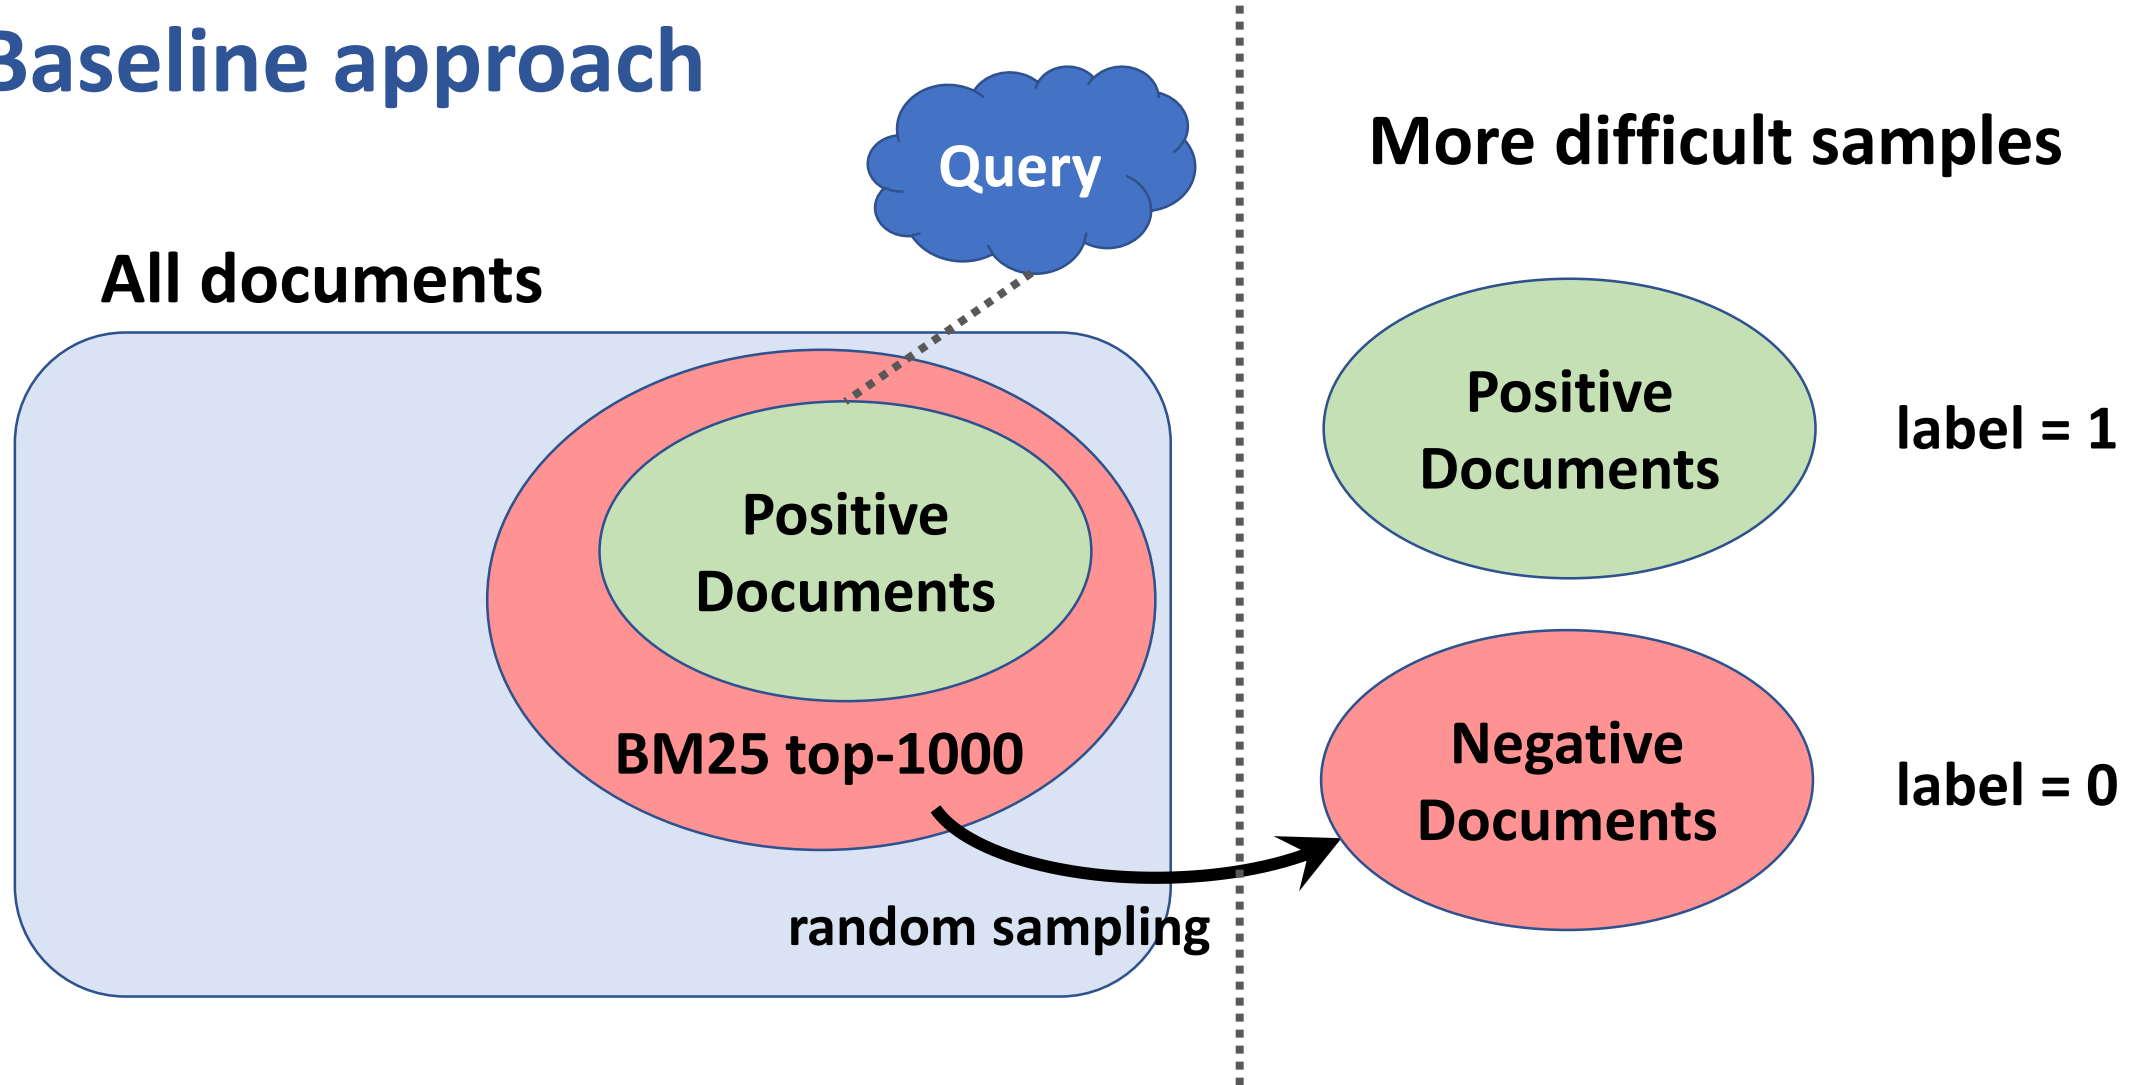 Baseline approach
Query
All documents
Positive
Documents
BM25 top-1000
random sampling
More difficult samples
Positive
Documents
label = 1
Negative
Documents
label = 0